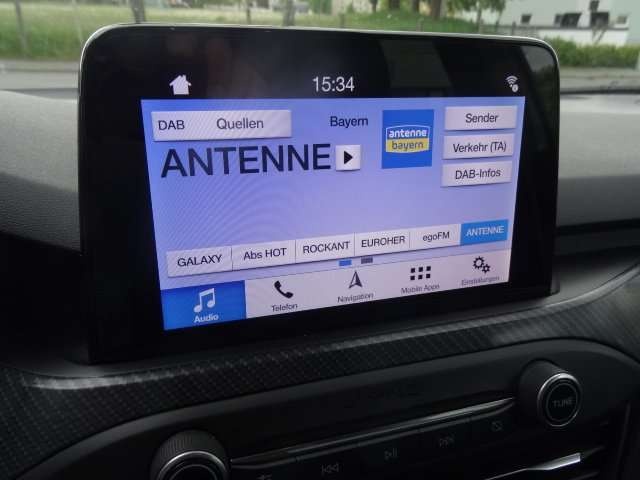 15:34
DAB Quellen
Bayern
antenne
bayern
Sender
ANTENNE
Verkehr (TA)
DAB-Infos
GALAXY Abs HOT ROCKANT EUROHER egoFM ANTENNE
Audio Telefon Navigation Mobile Apps Einstellungen
TUNE